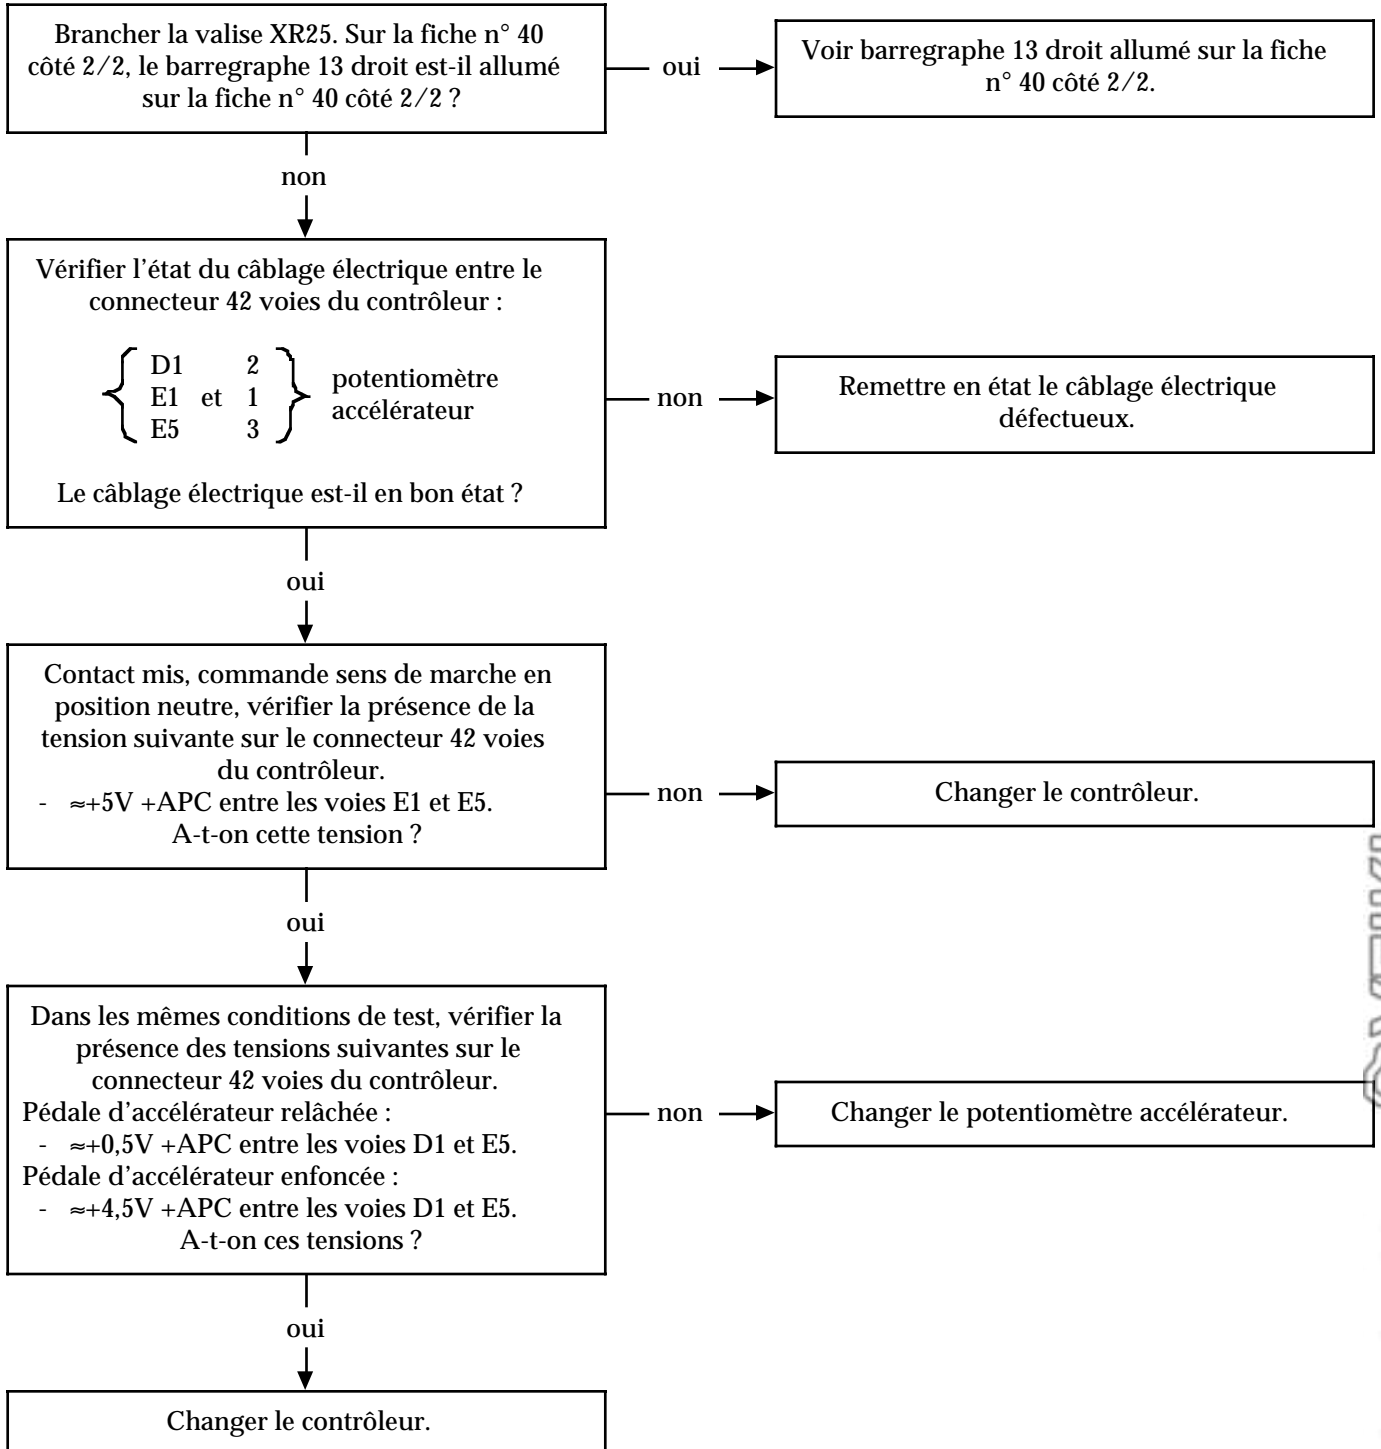 Brancher la valise XR25. Sur la fiche n° 40
côté 2/2, le barregraphe 13 droit est-il allumé
sur la fiche n° 40 côté 2/2 ?
oui
Voir barregraphe 13 droit allumé sur la fiche
n° 40 côté 2/2.
non
Vérifier l'état du câblage électrique entre le
connecteur 42 voies du contrôleur :
D1 2
E1 et 1
E5 3
potentiomètre
accélérateur
Le câblage électrique est-il en bon état ?
non
Remettre en état le câblage électrique
défectueux.
oui
Contact mis, commande sens de marche en
position neutre, vérifier la présence de la
tension suivante sur le connecteur 42 voies
du contrôleur.
- ≈+5V +APC entre les voies E1 et E5.
A-t-on cette tension ?
non
Changer le contrôleur.
oui
Dans les mêmes conditions de test, vérifier la
présence des tensions suivantes sur le
connecteur 42 voies du contrôleur.
Pédale d'accélérateur relâchée :
- ≈+0,5V +APC entre les voies D1 et E5.
Pédale d'accélérateur enfoncée :
- ≈+4,5V +APC entre les voies D1 et E5.
A-t-on ces tensions ?
non
Changer le potentiomètre accélérateur.
oui
Changer le contrôleur.